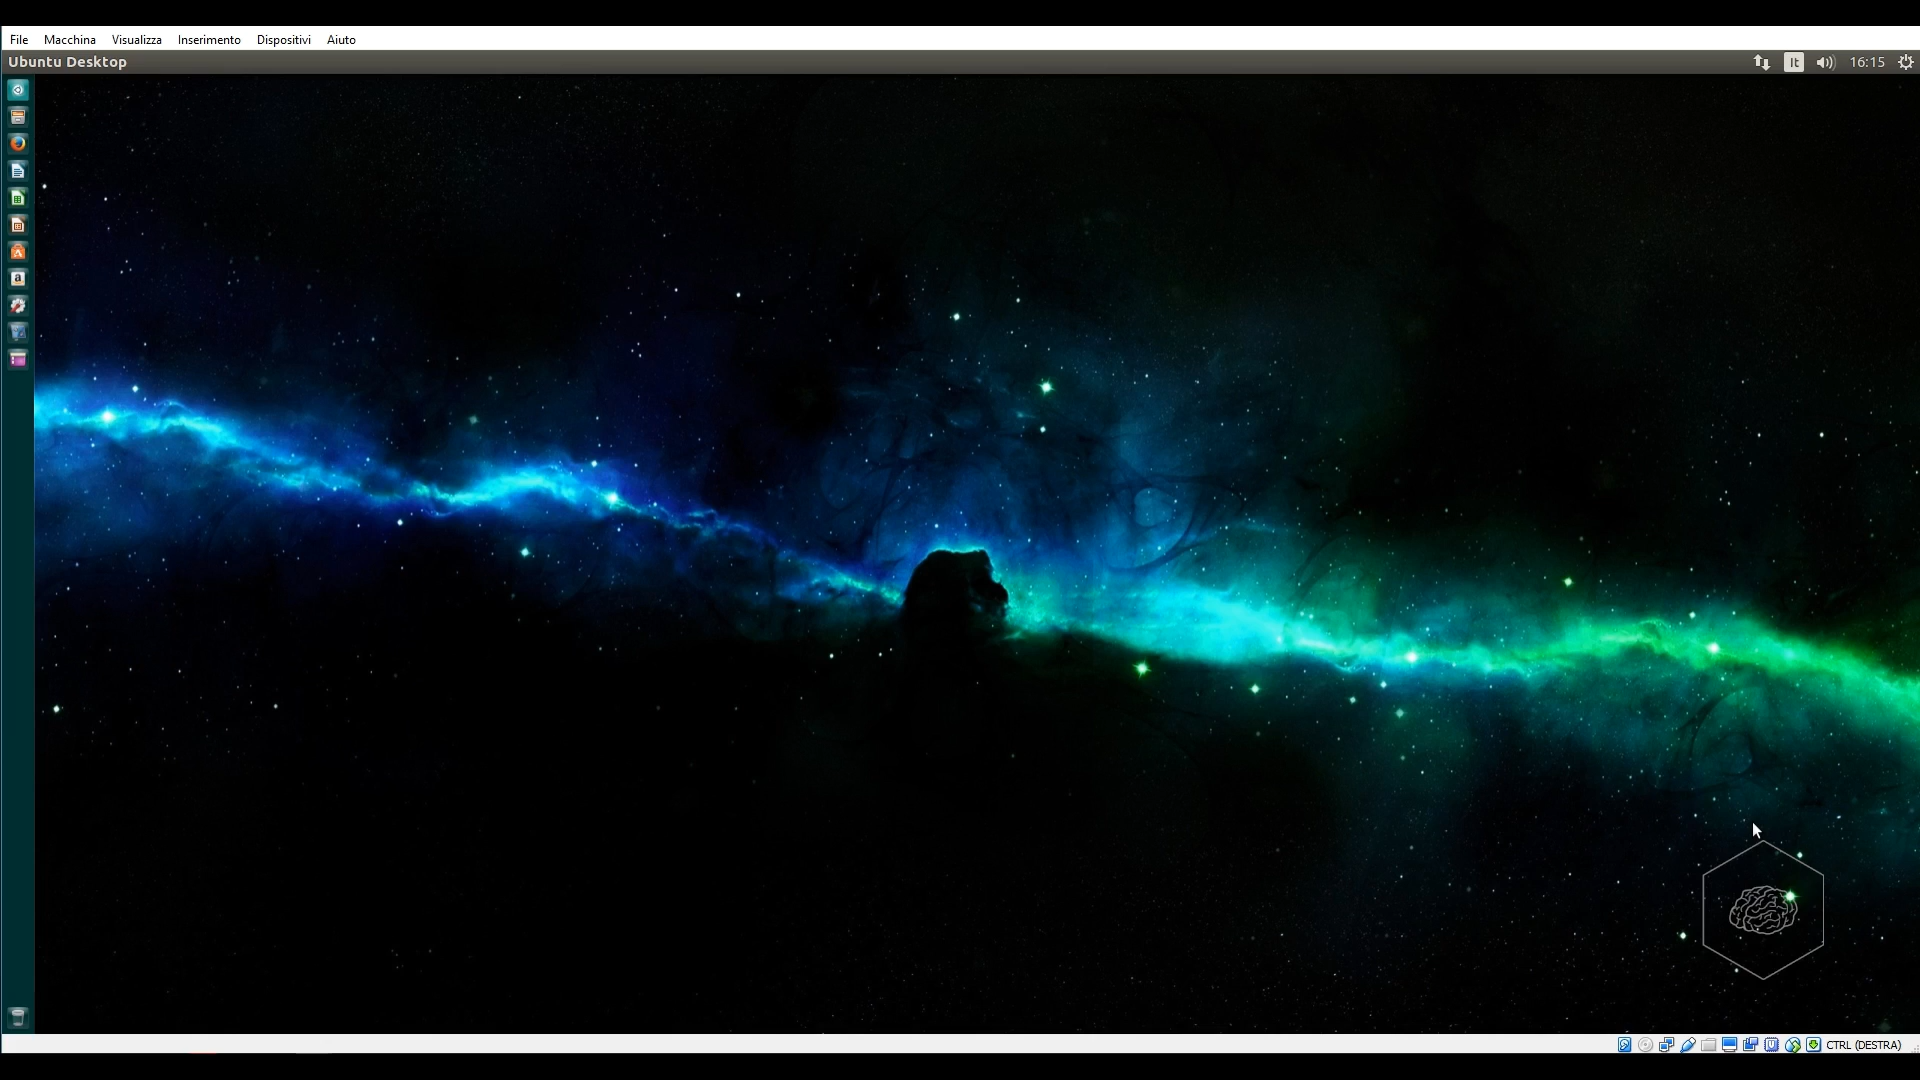 File Macchina Visualizza Inserimento Dispositivi Aiuto
Ubuntu Desktop It 16:15
CTRL (DESTRA)